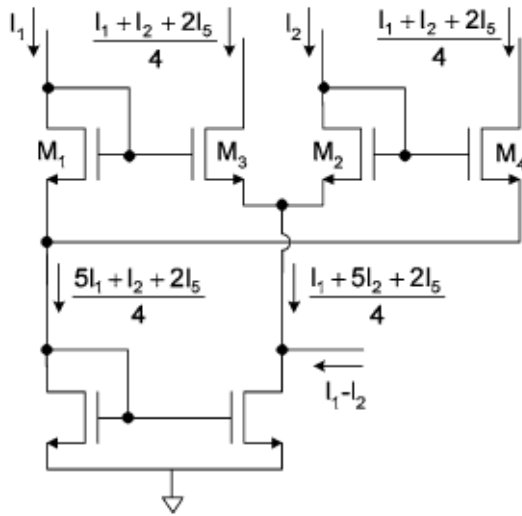 I₁
I₁+I₂+2I₅
4
I₂
I₁+I₂+2I₅
4
M₁
M₃
M₂
M₄
5I₁+I₂+2I₅
4
I₁+5I₂+2I₅
4
I₁-I₂